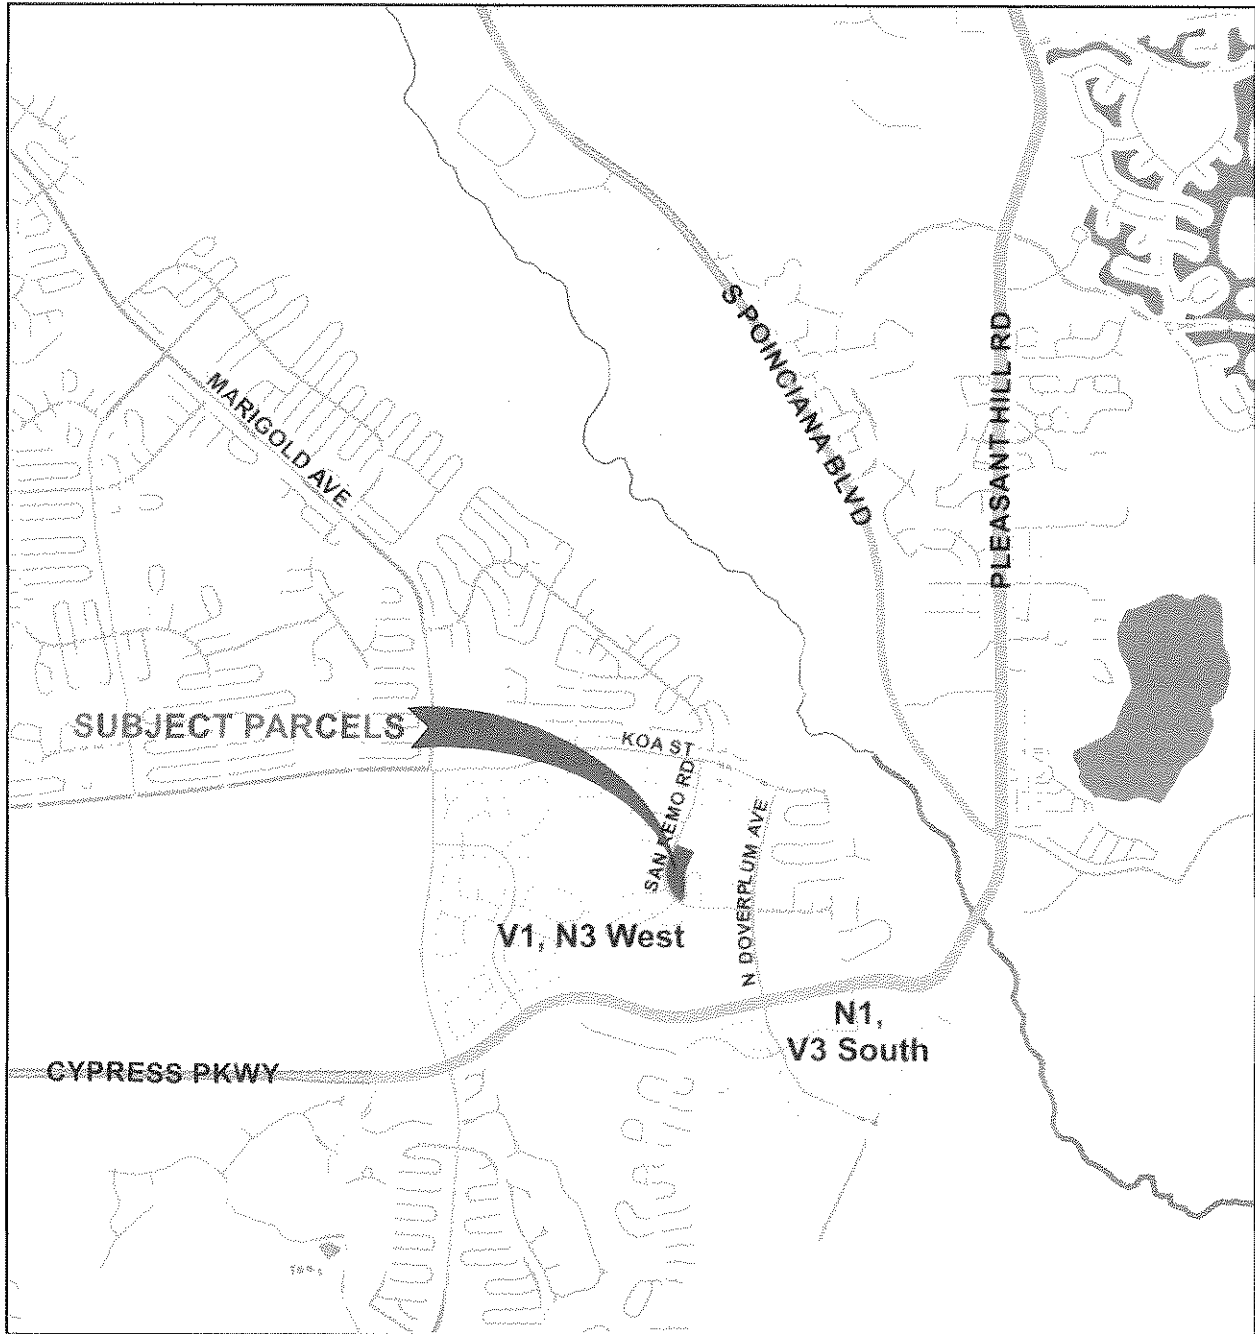 S POINCIANA BLVD
PLEASANT HILL RD
MARIGOLD AVE
SUBJECT PARCELS
KOA ST
SAN REMO RD
N DOVERPLUM AVE
V1, N3 West
N1,
V3 South
CYPRESS PKWY